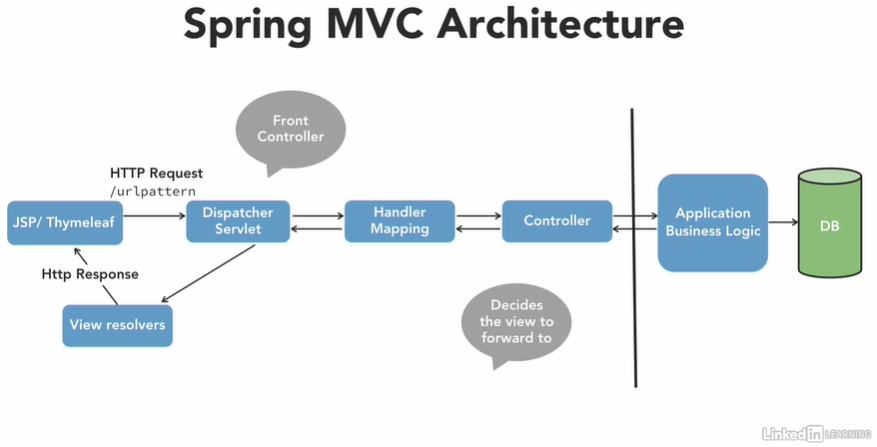 Spring MVC Architecture
Front
Controller
HTTP Request
/urlpattern
JSP/ Thymeleaf
Dispatcher
Servlet
Handler
Mapping
Controller
Application
Business Logic
DB
Http Response
View resolvers
Decides
the view to
forward to
Linked in LEARNING